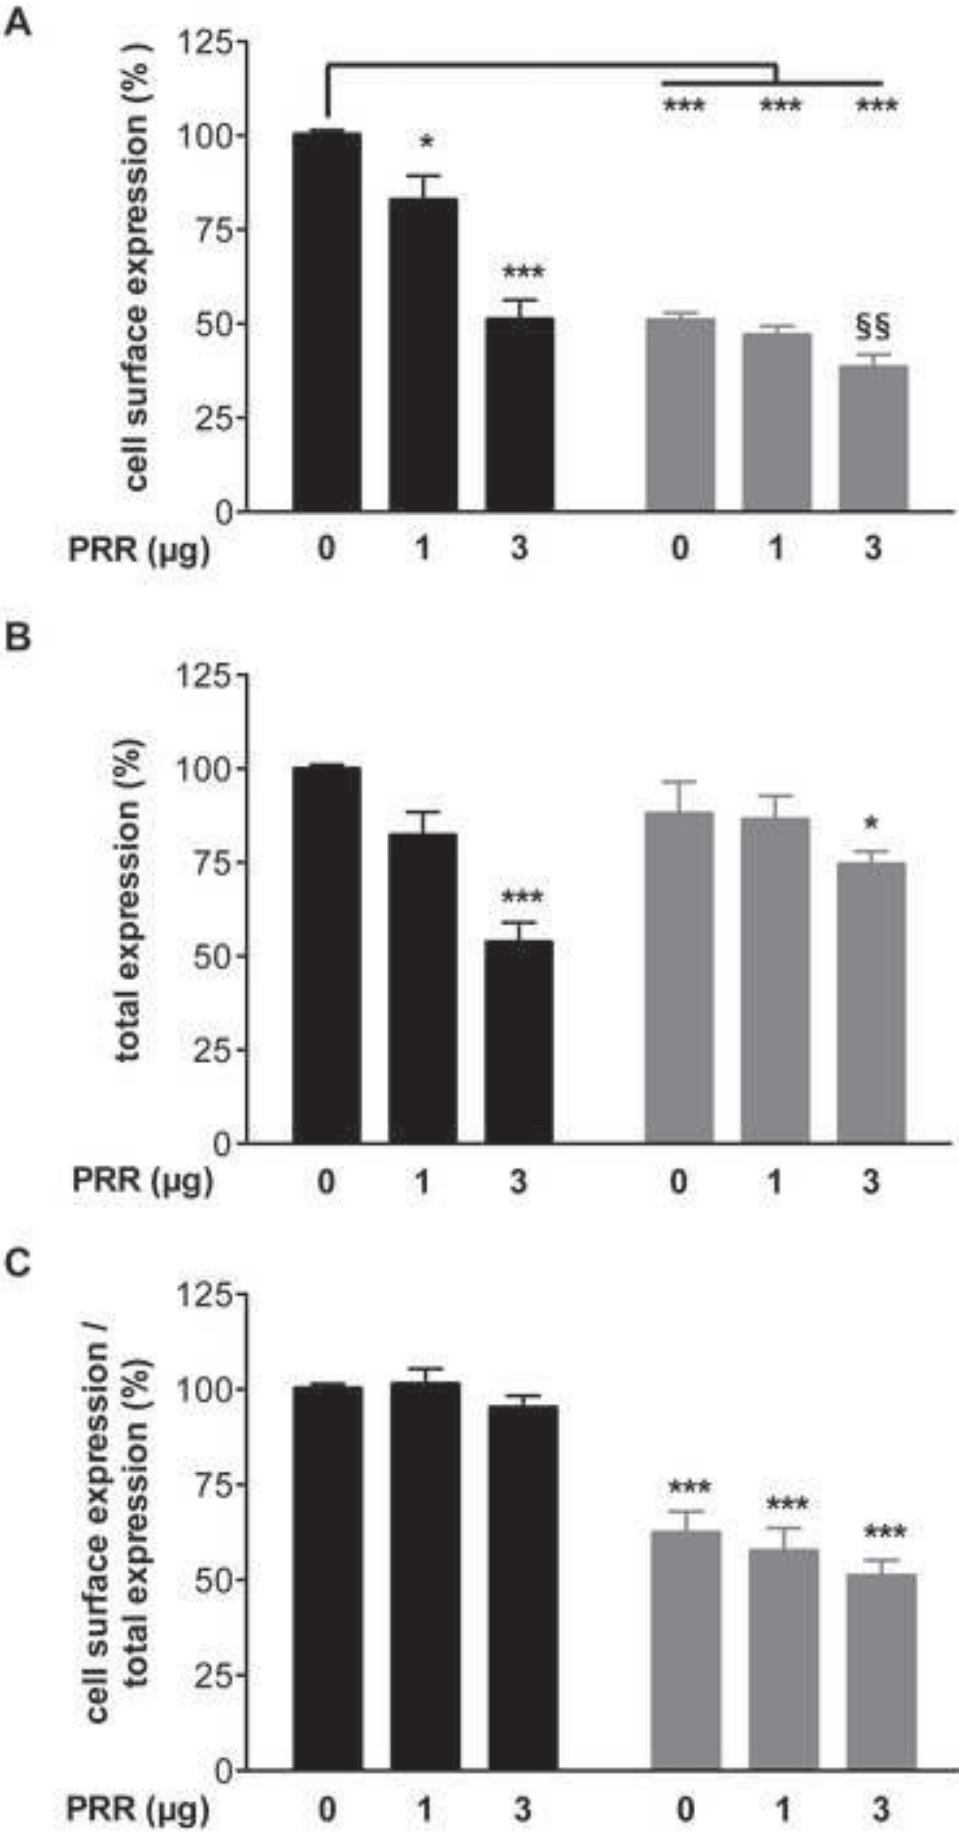 A
cell surface expression (% )
125
100
75
50
25
0
*
***
*** *** ***
§§
PRR (µg) 0 1 3 0 1 3
B
total expression (%)
125
100
75
50
25
0
***
*
PRR (µg) 0 1 3 0 1 3
C
cell surface expression /
total expression (%)
125
100
75
50
25
0
*** *** ***
PRR (µg) 0 1 3 0 1 3